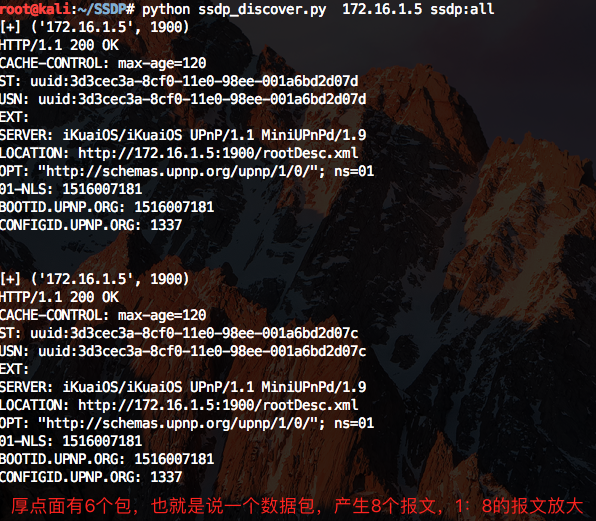 root@kali:~/SSDP# python ssdp_discover.py  172.16.1.5 ssdp:all
[+] ('172.16.1.5', 1900)
HTTP/1.1 200 OK
CACHE-CONTROL: max-age=120
ST: uuid:3d3cec3a-8cf0-11e0-98ee-001a6bd2d07d
USN: uuid:3d3cec3a-8cf0-11e0-98ee-001a6bd2d07d
EXT:
SERVER: iKuaiOS/iKuaiOS UPnP/1.1 MiniUPnPd/1.9
LOCATION: http://172.16.1.5:1900/rootDesc.xml
OPT: "http://schemas.upnp.org/upnp/1/0/"; ns=01
01-NLS: 1516007181
BOOTID.UPNP.ORG: 1516007181
CONFIGID.UPNP.ORG: 1337
[+] ('172.16.1.5', 1900)
HTTP/1.1 200 OK
CACHE-CONTROL: max-age=120
ST: uuid:3d3cec3a-8cf0-11e0-98ee-001a6bd2d07c
USN: uuid:3d3cec3a-8cf0-11e0-98ee-001a6bd2d07c
EXT:
SERVER: iKuaiOS/iKuaiOS UPnP/1.1 MiniUPnPd/1.9
LOCATION: http://172.16.1.5:1900/rootDesc.xml
OPT: "http://schemas.upnp.org/upnp/1/0/"; ns=01
01-NLS: 1516007181
BOOTID.UPNP.ORG: 1516007181
CONFIGID.UPNP.ORG: 1337
厚点面有6个包，也就是说一个数据包，产生8个报文，1：8的报文放大